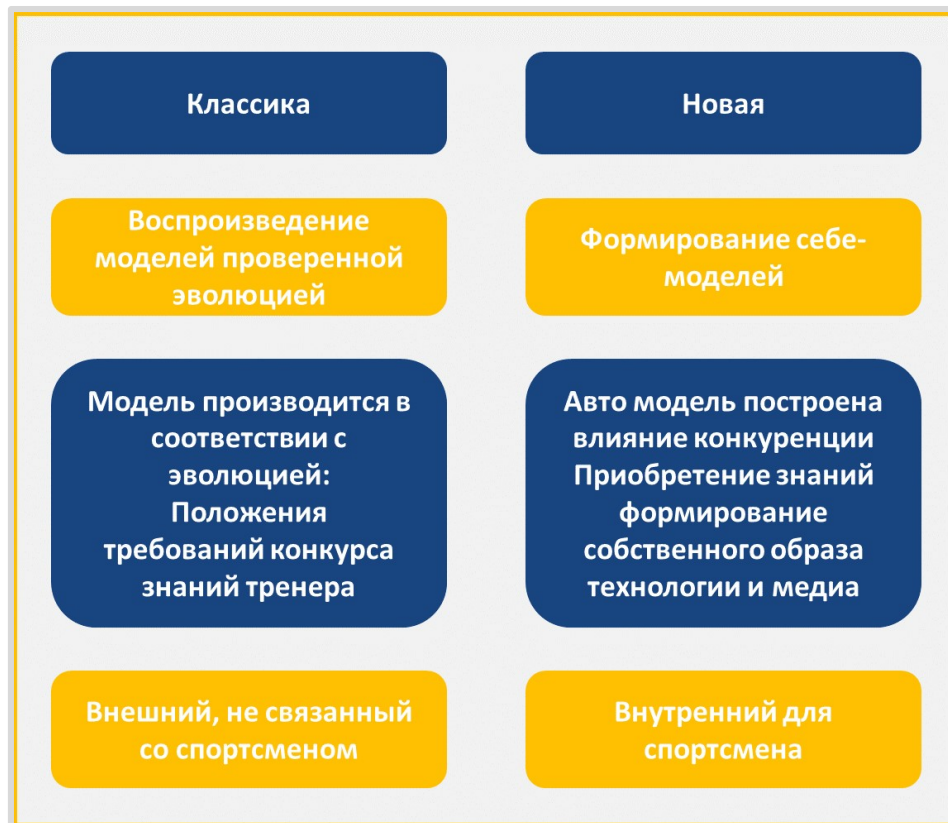 Классика
Новая
Воспроизведение
моделей проверенной
эволюцией
Формирование себе-
моделей
Модель производится в
соответствии с
эволюцией:
Положения
требований конкурса
знаний тренера
Авто модель построена
влияние конкуренции
Приобретение знаний
формирование
собственного образа
технологии и медиа
Внешний, не связанный
со спортсменом
Внутренний для
спортсмена